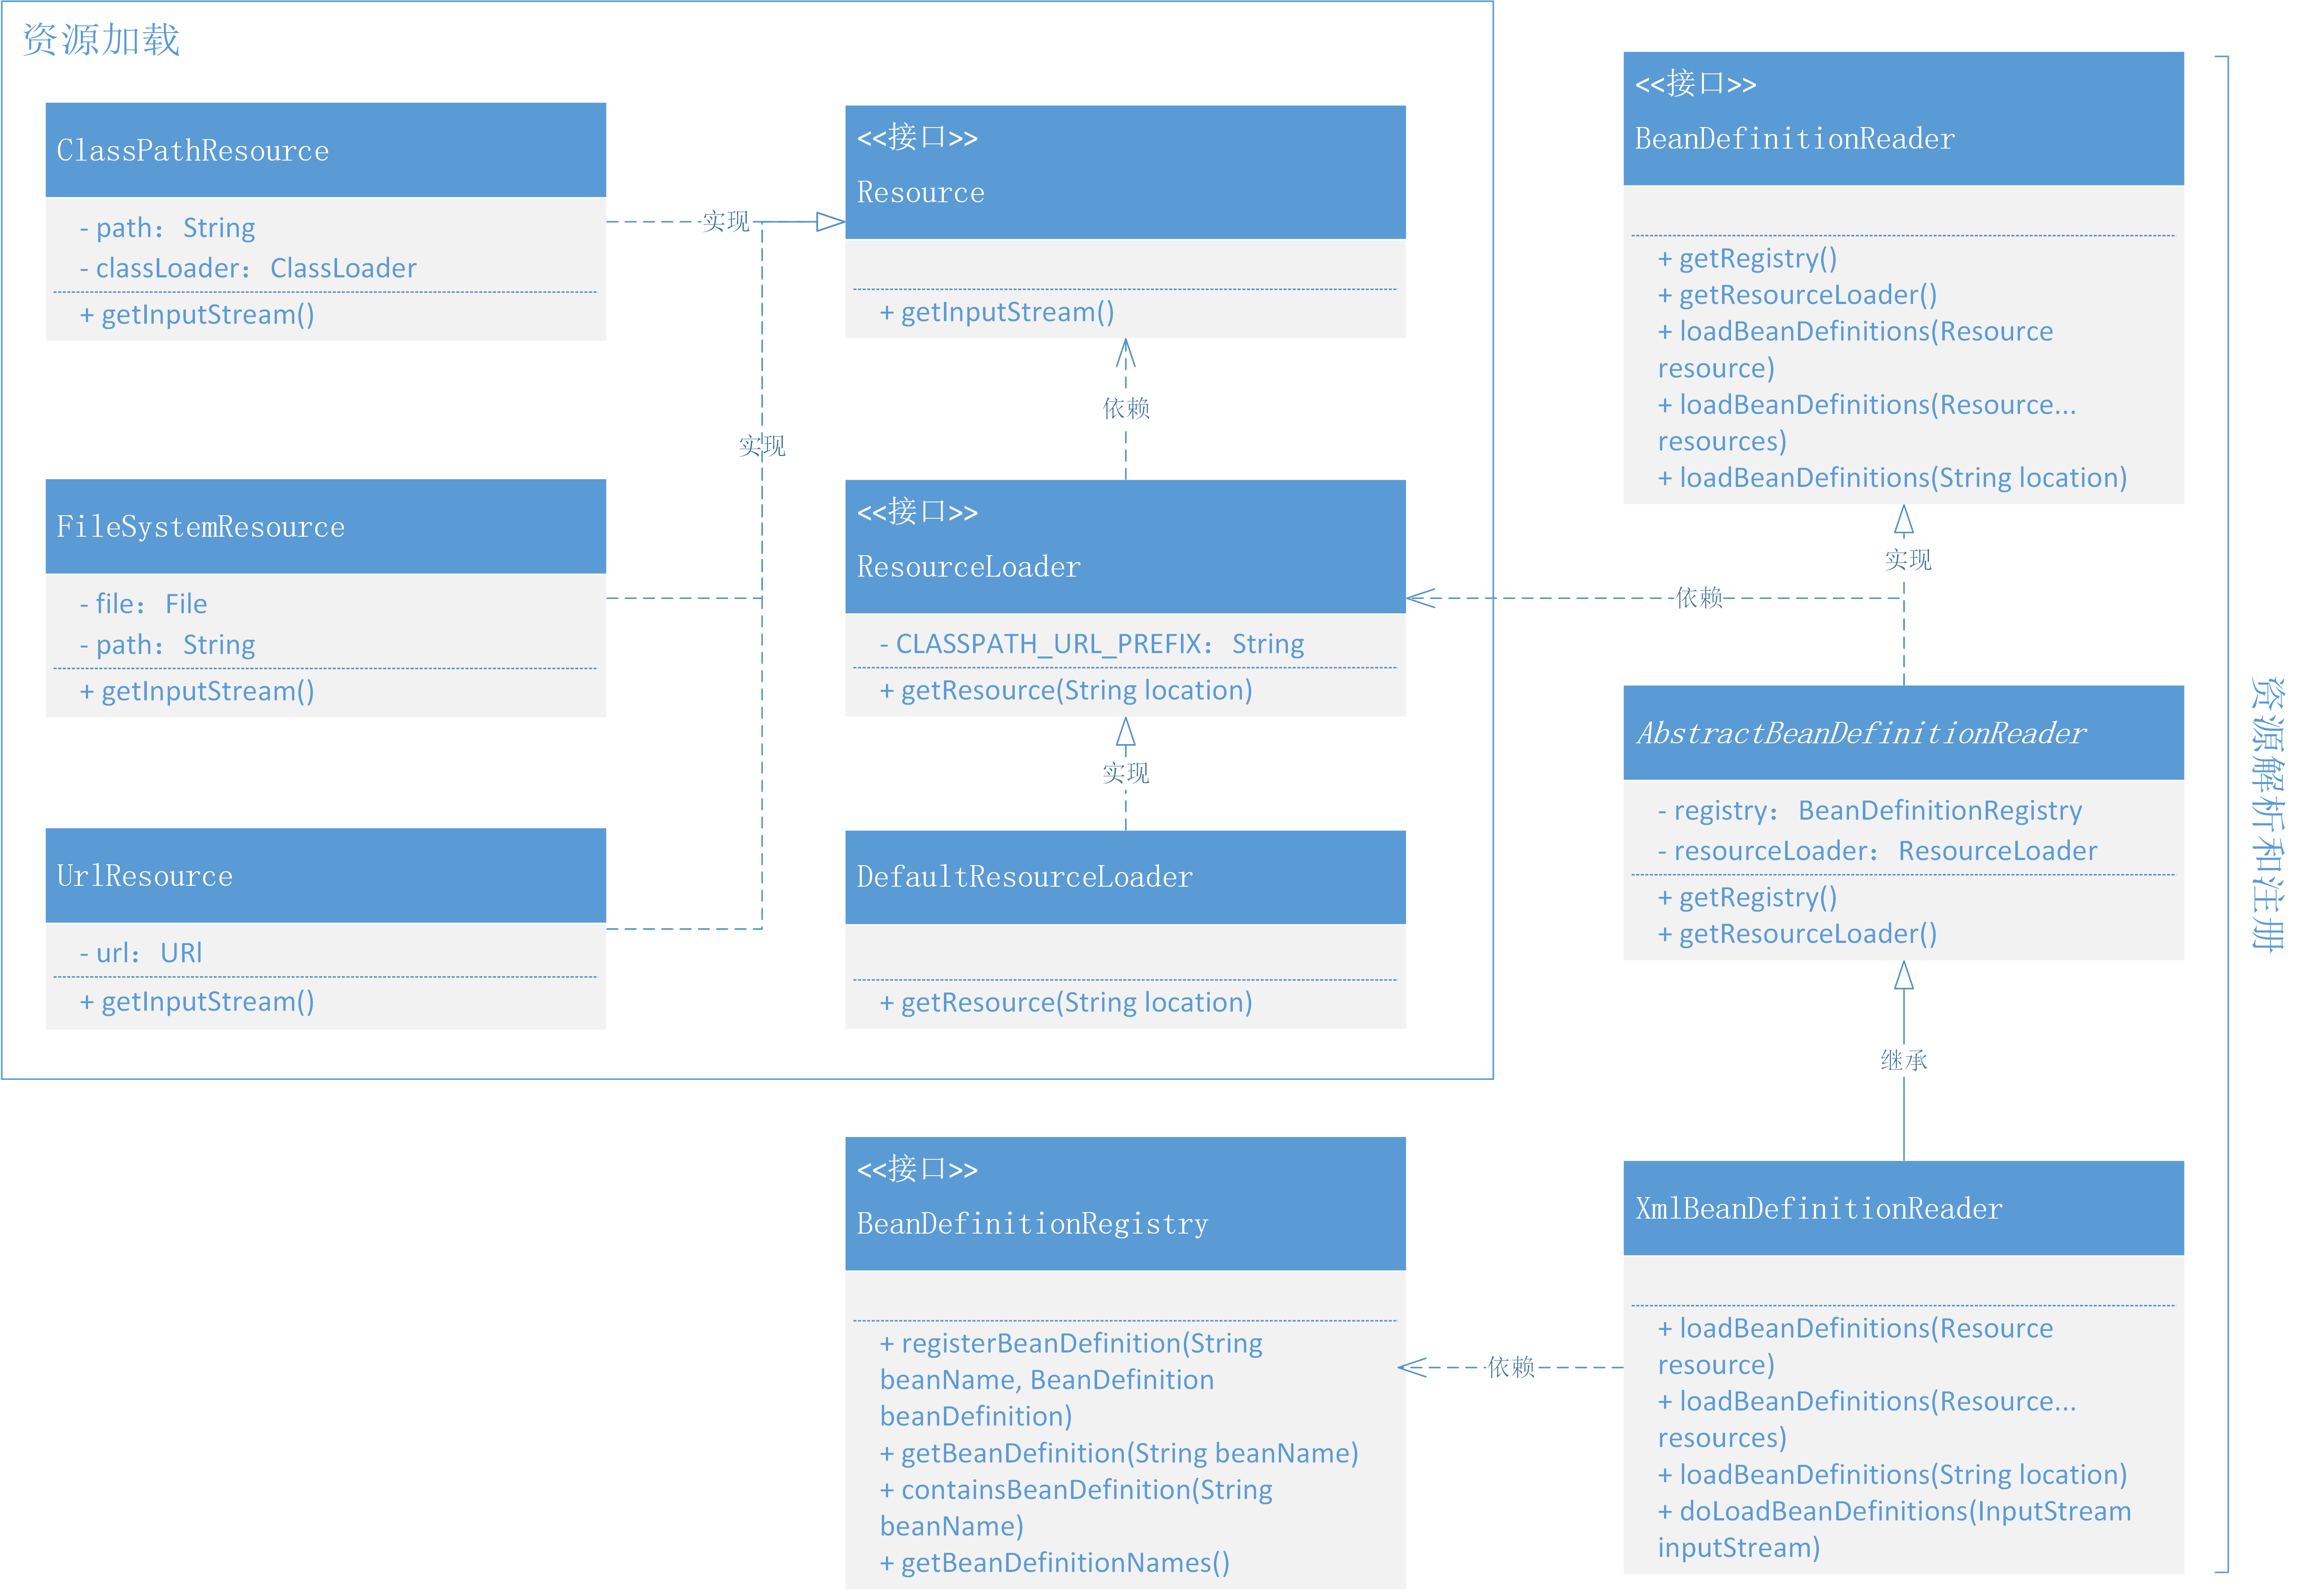 资源加载
ClassPathResource
- path：String
- classLoader：ClassLoader
+ getInputStream()
<<接口>>
Resource
+ getInputStream()
实现
实现
依赖
FileSystemResource
- file：File
- path：String
+ getInputStream()
<<接口>>
ResourceLoader
- CLASSPATH_URL_PREFIX：String
+ getResource(String location)
实现
UrlResource
- url：URl
+ getInputStream()
DefaultResourceLoader
+ getResource(String location)
<<接口>>
BeanDefinitionReader
+ getRegistry()
+ getResourceLoader()
+ loadBeanDefinitions(Resource
resource)
+ loadBeanDefinitions(Resource...
resources)
+ loadBeanDefinitions(String location)
实现
依赖
AbstractBeanDefinitionReader
- registry：BeanDefinitionRegistry
- resourceLoader：ResourceLoader
+ getRegistry()
+ getResourceLoader()
继承
资源解析和注册
<<接口>>
BeanDefinitionRegistry
+ registerBeanDefinition(String
beanName, BeanDefinition
beanDefinition)
+ getBeanDefinition(String beanName)
+ containsBeanDefinition(String
beanName)
+ getBeanDefinitionNames()
依赖
XmlBeanDefinitionReader
+ loadBeanDefinitions(Resource
resource)
+ loadBeanDefinitions(Resource...
resources)
+ loadBeanDefinitions(String location)
+ doLoadBeanDefinitions(InputStream
inputStream)